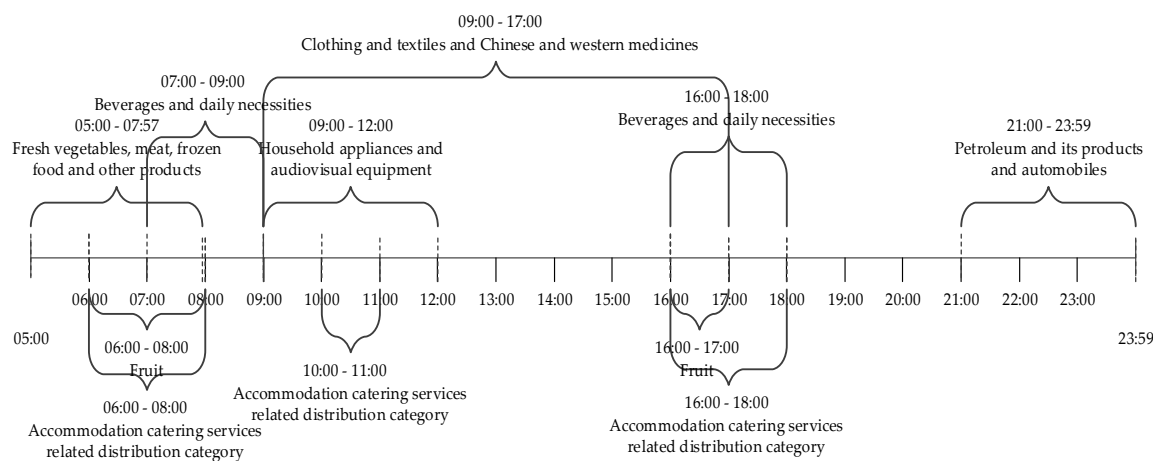 09:00 - 17:00
Clothing and textiles and Chinese and western medicines
07:00 - 09:00
Beverages and daily necessities
05:00 - 07:57
Fresh vegetables, meat, frozen
food and other products
09:00 - 12:00
Household appliances and
audiovisual equipment
16:00 - 18:00
Beverages and daily necessities
21:00 - 23:59
Petroleum and its products
and automobiles
06:00 07:00 08:00 09:00 10:00 11:00 12:00 13:00 14:00 15:00 16:00 17:00 18:00 19:00 20:00 21:00 22:00 23:00
05:00 23:59
06:00 - 08:00
Fruit
06:00 - 08:00
Accommodation catering services
related distribution category
10:00 - 11:00
Accommodation catering services
related distribution category
16:00 - 17:00
Fruit
16:00 - 18:00
Accommodation catering services
related distribution category